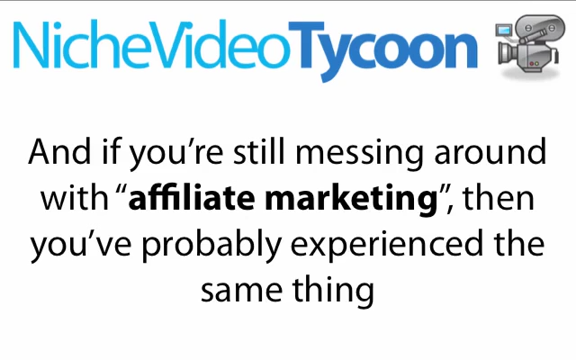 NicheVideoTycoon
And if you’re still messing around
with “affiliate marketing”, then
you’ve probably experienced the
same thing